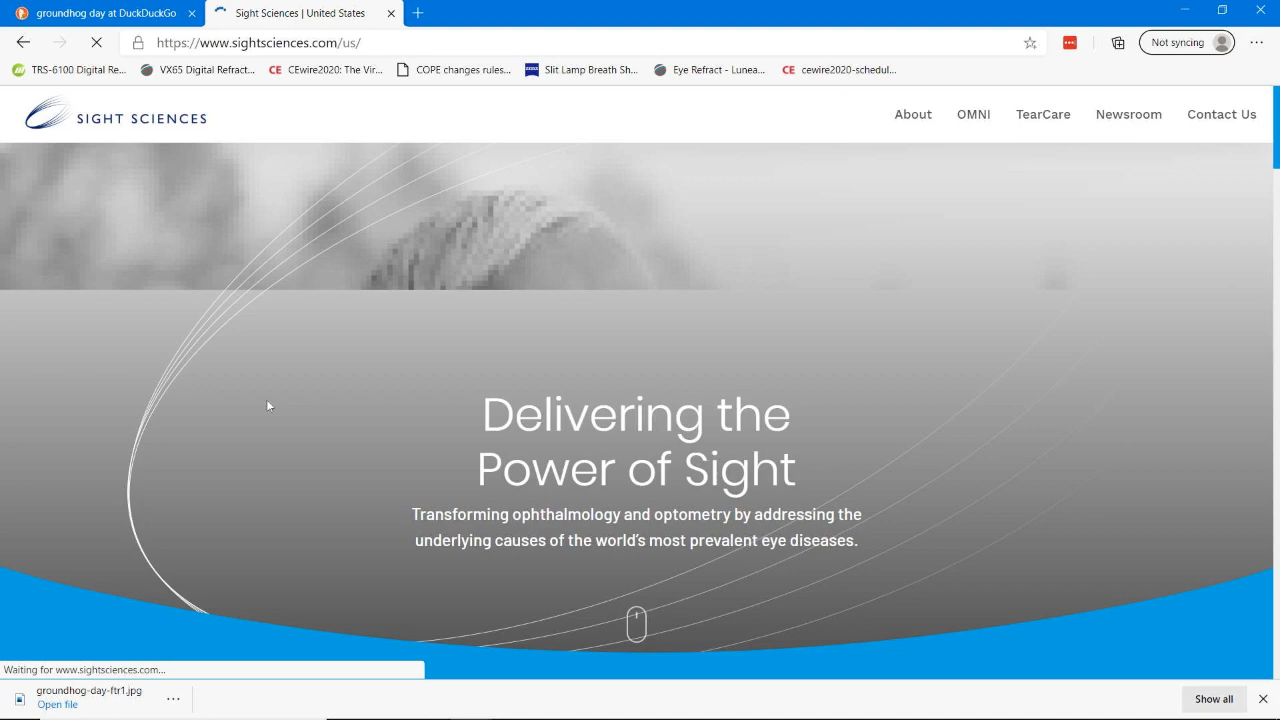 groundhog day at DuckDuckGo
Sight Sciences | United States
https://www.sightsciences.com/us/
Not syncing
TRS-6100 Digital Re...
VX65 Digital Refract...
CE CEwire2020: The Vir...
COPE changes rules...
Slit Lamp Breath Sh...
Eye Refract - Lunea...
CE cewire2020-schedul...
SIGHT SCIENCES
About
OMNI
TearCare
Newsroom
Contact Us
Delivering the
Power of Sight
Transforming ophthalmology and optometry by addressing the
underlying causes of the world's most prevalent eye diseases.
Waiting for www.sightsciences.com...
groundhog-day-ftr1.jpg
Open file
Show all